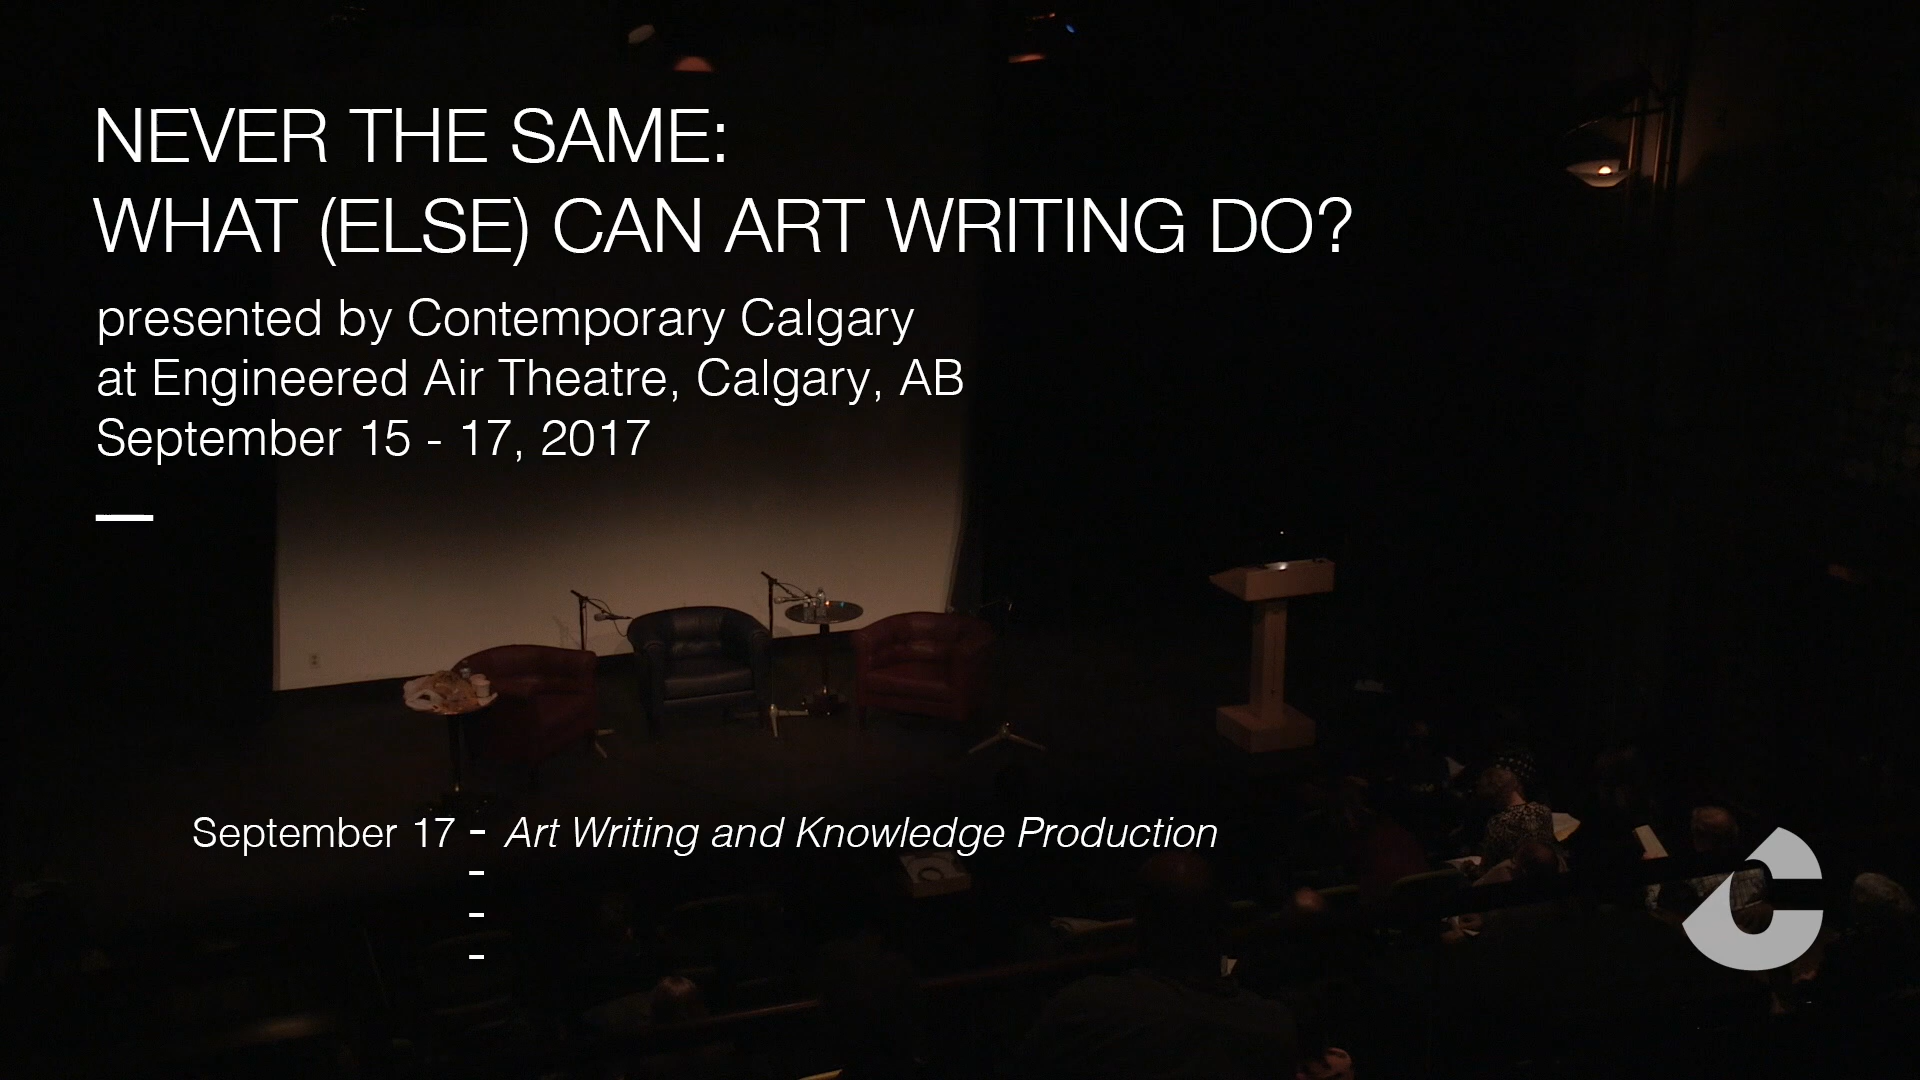 NEVER THE SAME:
WHAT (ELSE) CAN ART WRITING DO?
presented by Contemporary Calgary
at Engineered Air Theatre, Calgary, AB
September 15 - 17, 2017
—
September 17 - Art Writing and Knowledge Production
-
-
-
C